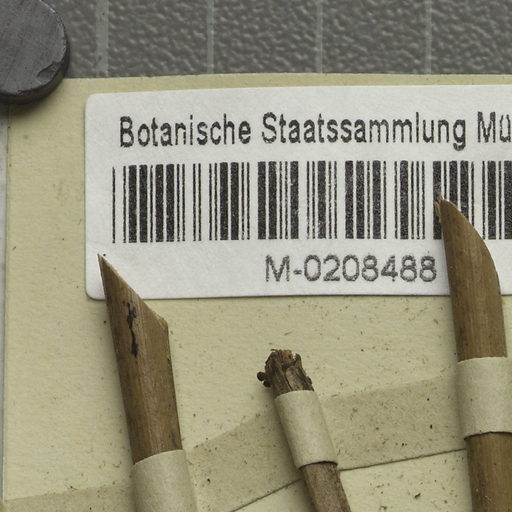 Botanische Staatssammlung Mü
M-0208488